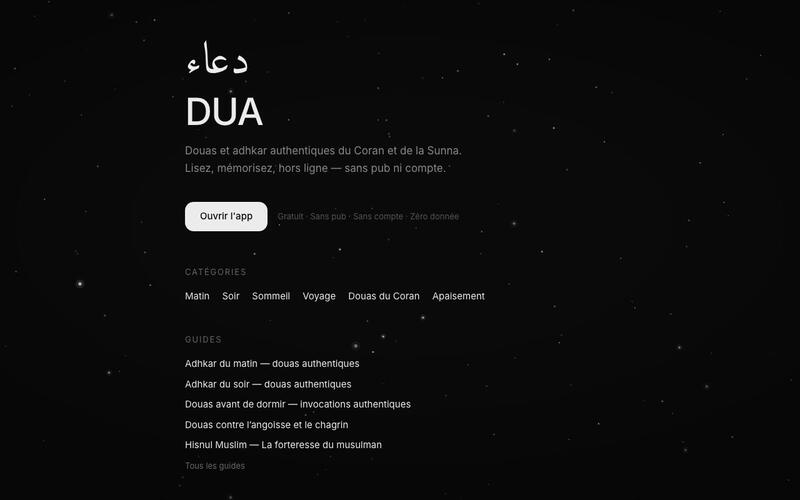 دعاء
DUA
Douas et adhkar authentiques du Coran et de la Sunna.
Lisez, mémorisez, hors ligne — sans pub ni compte.
Ouvrir l'app
Gratuit · Sans pub · Sans compte · Zéro donnée
CATÉGORIES
Matin Soir Sommeil Voyage Douas du Coran Apaisement
GUIDES
Adhkar du matin — douas authentiques
Adhkar du soir — douas authentiques
Douas avant de dormir — invocations authentiques
Douas contre l'angoisse et le chagrin
Hisnul Muslim — La forteresse du musulman
Tous les guides